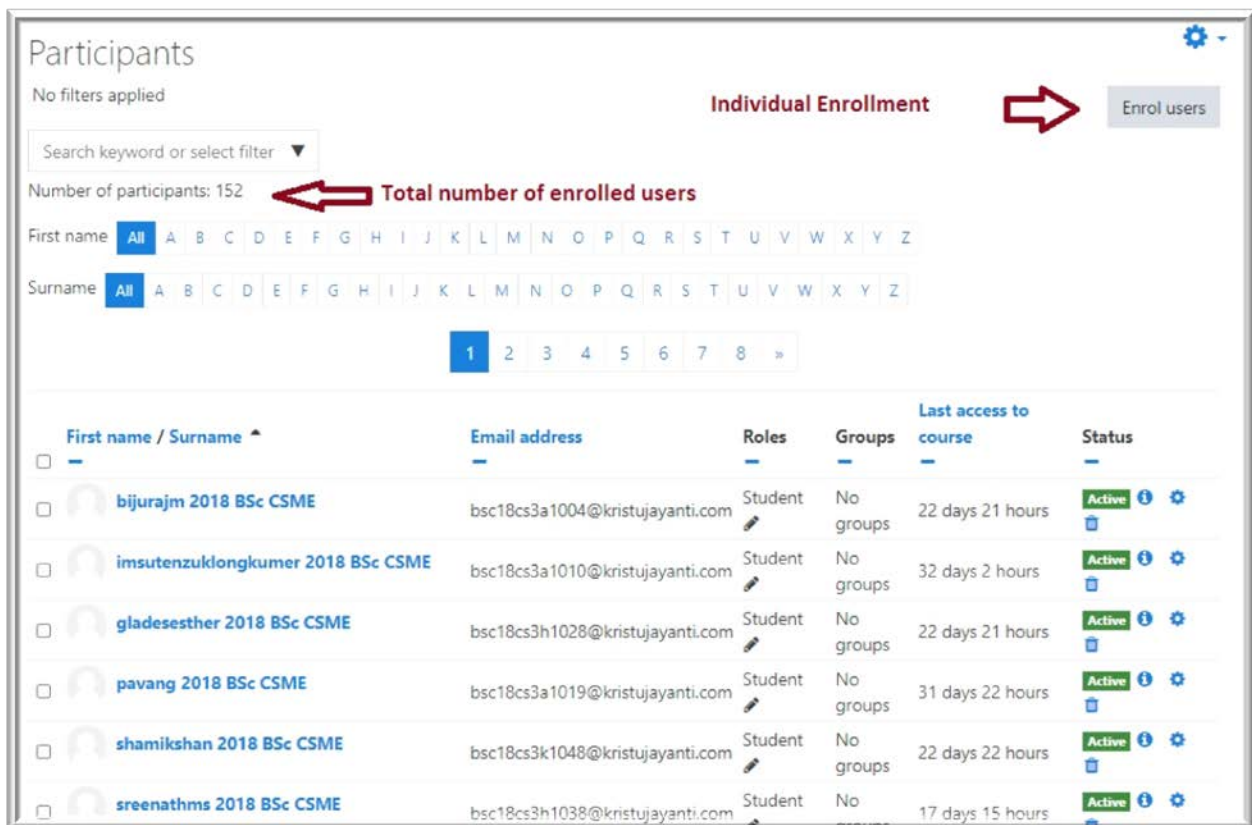 Participants
No filters applied
Individual Enrollment
Enrol users
Search keyword or select filter ▼
Number of participants: 152
Total number of enrolled users
First name All A B C D E F G H I J K L M N O P Q R S T U V W X Y Z
Surname All A B C D E F G H I J K L M N O P Q R S T U V W X Y Z
1 2 3 4 5 6 7 8 »
Last access to
First name / Surname Email address Roles Groups course Status
bijurajm 2018 BSc CSME bsc18cs3a1004@kristujayanti.com Student No 22 days 21 hours Active
groups
imsutenzuklongkumer 2018 BSc CSME bsc18cs3a1010@kristujayanti.com Student No 32 days 2 hours Active
groups
gladesesther 2018 BSc CSME bsc18cs3h1028@kristujayanti.com Student No 22 days 21 hours Active
groups
pavang 2018 BSc CSME bsc18cs3a1019@kristujayanti.com Student No 31 days 22 hours Active
groups
shamikshan 2018 BSc CSME bsc18cs3k1048@kristujayanti.com Student No 22 days 22 hours Active
groups
sreenathms 2018 BSc CSME bsc18cs3h1038@kristujayanti.com Student No 17 days 15 hours Active